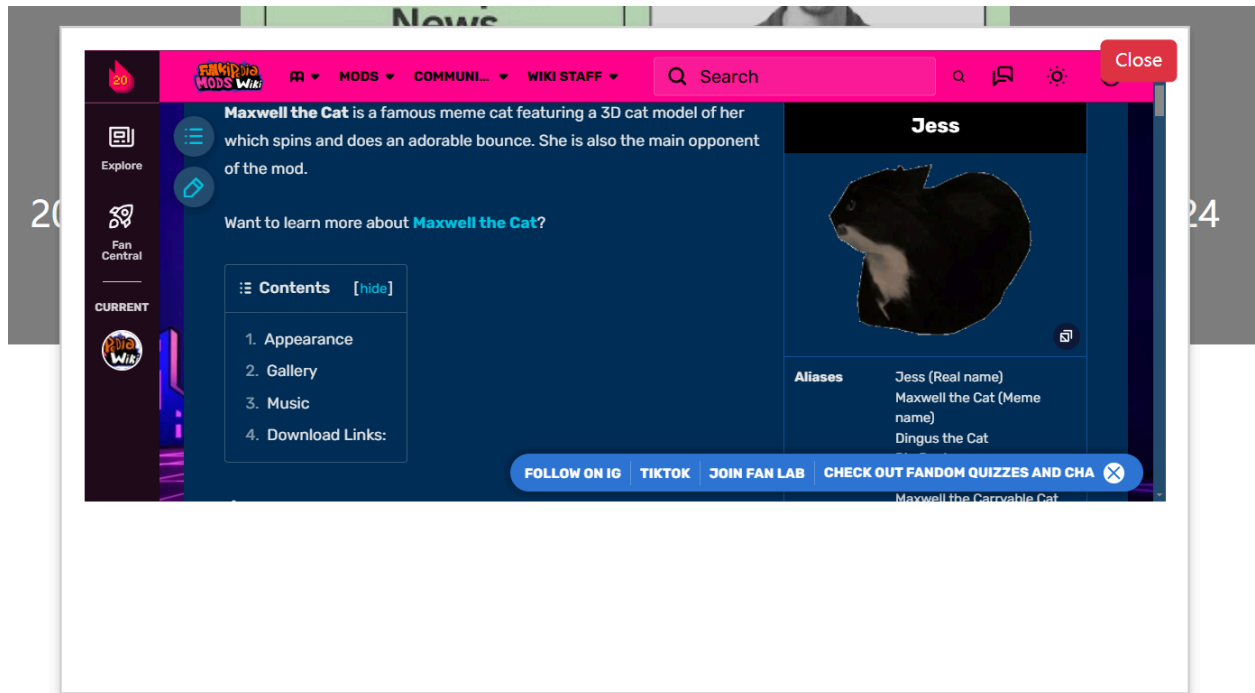 News
20
24
Close
20
FUNKIPEDIA
MODS WIKI
MODS
COMMUNI...
WIKI STAFF
Search
Explore
Fan
Central
CURRENT
PEDIA
WIKI
Maxwell the Cat is a famous meme cat featuring a 3D cat model of her
which spins and does an adorable bounce. She is also the main opponent
of the mod.
Want to learn more about Maxwell the Cat?
Contents [hide]
1. Appearance
2. Gallery
3. Music
4. Download Links:
Jess
Aliases
Jess (Real name)
Maxwell the Cat (Meme
name)
Dingus the Cat
Maxwell the Carryable Cat
FOLLOW ON IG
TIKTOK
JOIN FAN LAB
CHECK OUT FANDOM QUIZZES AND CHA